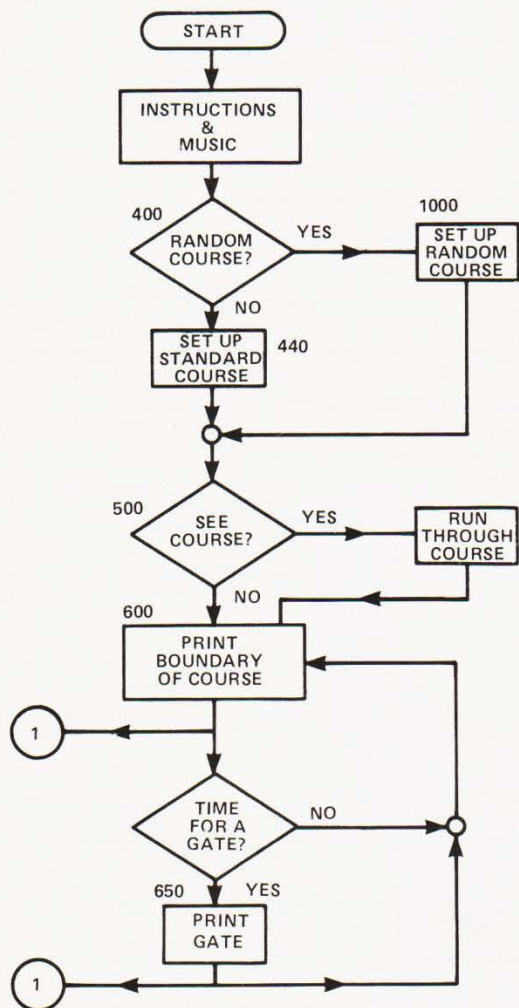 START
INSTRUCTIONS
&
MUSIC
400
RANDOM
COURSE?
YES
1000
SET UP
RANDOM
COURSE
NO
SET UP
STANDARD
COURSE
440
500
SEE
COURSE?
YES
RUN
THROUGH
COURSE
NO
600
PRINT
BOUNDARY
OF COURSE
1
TIME
FOR A
GATE?
NO
650
YES
PRINT
GATE
1